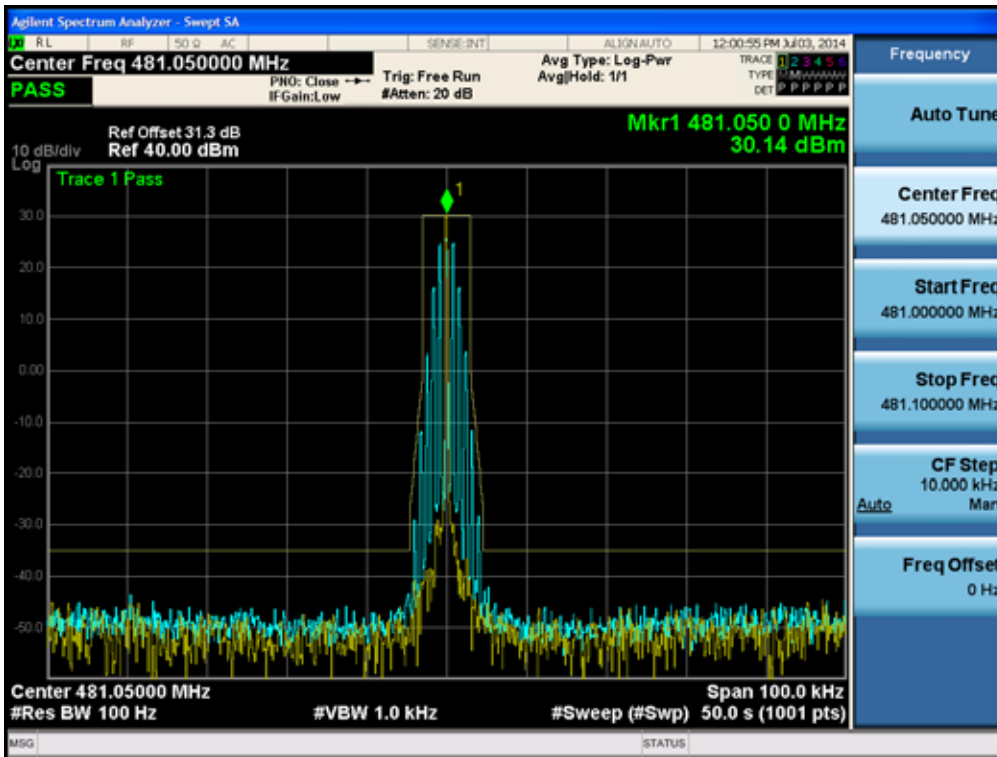 Agilent Spectrum Analyzer - Swept SA
RL RF 50 Ω AC SENSE:INT ALIGN AUTO 12:00:55 PM Jul 03, 2014
Center Freq 481.050000 MHz
PASS
PNO: Close
IFGain:Low
Trig: Free Run
#Atten: 20 dB
Avg Type: Log-Pwr
Avg|Hold: 1/1
TRACE 1 2 3 4 5 6
TYPE M
DET P P P P P P
Ref Offset 31.3 dB
10 dB/div Ref 40.00 dBm
Log
Mkr1 481.050 0 MHz
30.14 dBm
Trace 1 Pass
1
30.0
20.0
10.0
0.00
-10.0
-20.0
-30.0
-40.0
-50.0
Center 481.05000 MHz Span 100.0 kHz
#Res BW 100 Hz #VBW 1.0 kHz #Sweep (#Swp) 50.0 s (1001 pts)
MSG STATUS
Frequency
Auto Tune
Center Freq
481.050000 MHz
Start Freq
481.000000 MHz
Stop Freq
481.100000 MHz
CF Step
10.000 kHz
Auto Man
Freq Offset
0 Hz